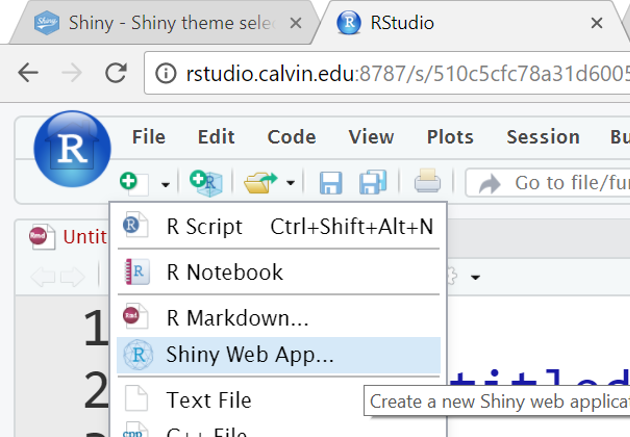 Shiny - Shiny theme sele
RStudio
rstudio.calvin.edu:8787/s/510c5cfc78a31d6005
R
File Edit Code View Plots Session Bu
Go to file/fun
Untit
R Script Ctrl+Shift+Alt+N
R Notebook
1
R Markdown...
Shiny Web App...
2
titled
Create a new Shiny web applicat
Text File
C++ File